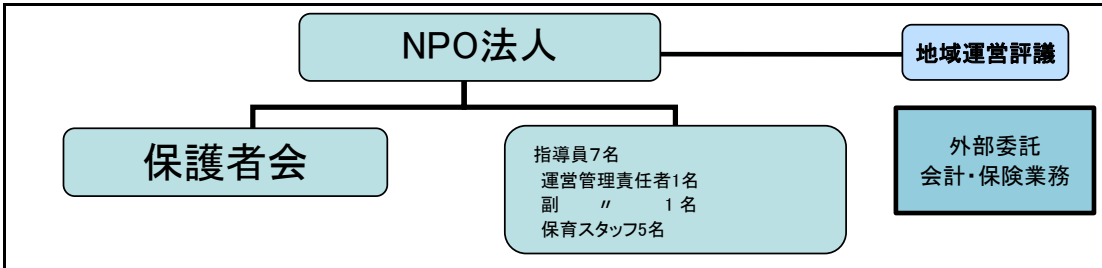 NPO法人
地域運営評議
保護者会
指導員7名
運営管理責任者1名
副 〃 1名
保育スタッフ5名
外部委託
会計・保険業務